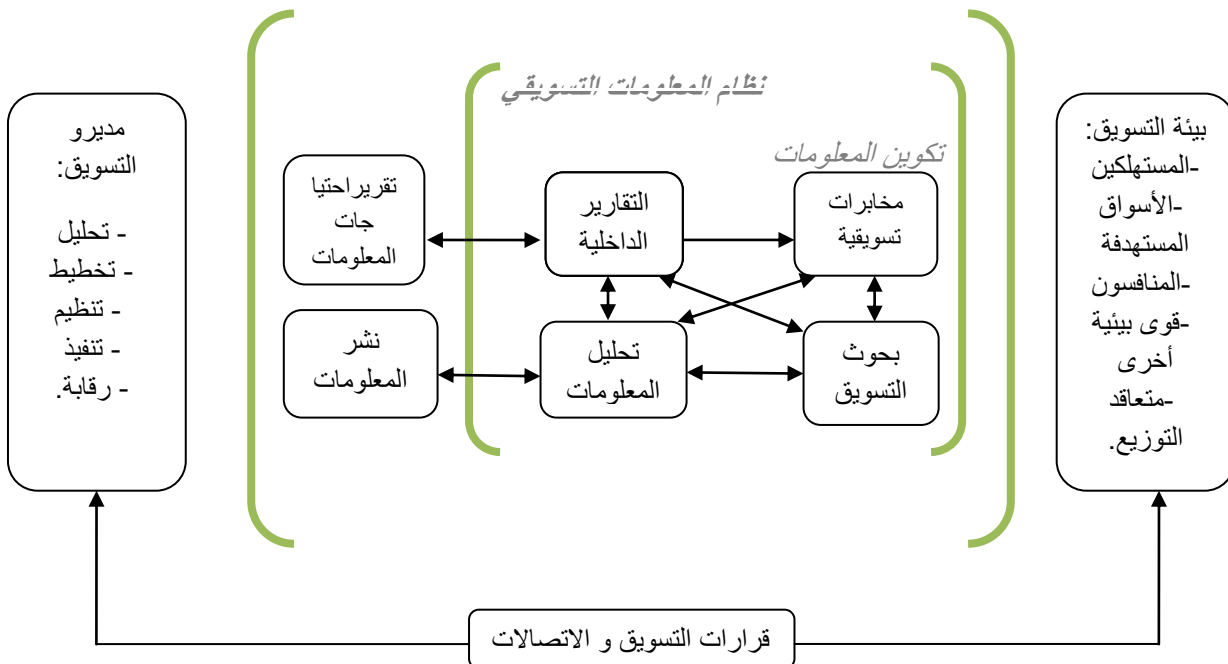 نظام المعلومات التسويقي
تكوين المعلومات
بيئة التسويق:
-المستهلكين
-الأسواق
المستهدفة
-المنافسون
-قوى بيئية
أخرى
-متعاقد
التوزيع.
مخابرات
تسويقية
التقارير
الداخلية
تقريراحتيا
جات
المعلومات
بحوث
التسويق
تحليل
المعلومات
نشر
المعلومات
مديرو
التسويق:
- تحليل
- تخطيط
- تنظيم
- تنفيذ
- رقابة.
قرارات التسويق و الاتصالات